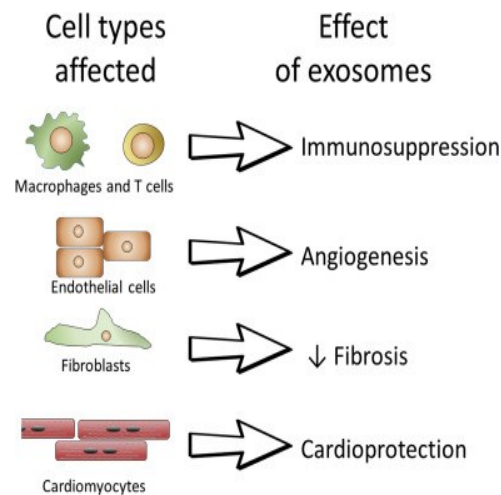 Cell types
affected
Effect
of exosomes
Macrophages and T cells
Immunosuppression
Endothelial cells
Angiogenesis
Fibroblasts
↓ Fibrosis
Cardiomyocytes
Cardioprotection